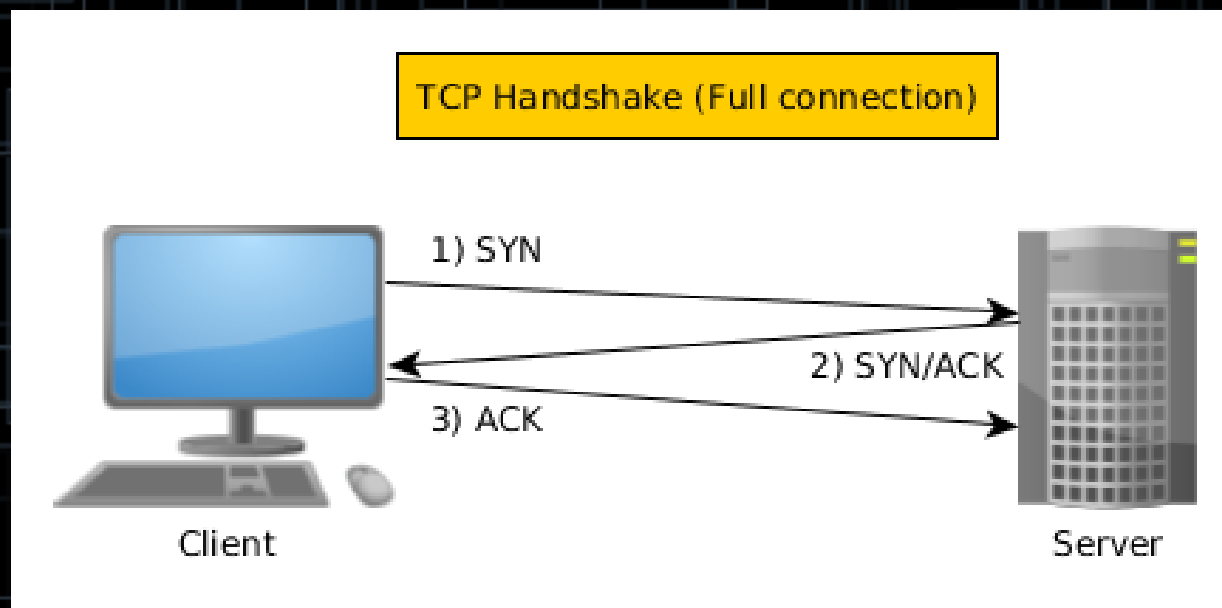 TCP Handshake (Full connection)
1) SYN
2) SYN/ACK
3) ACK
Client
Server